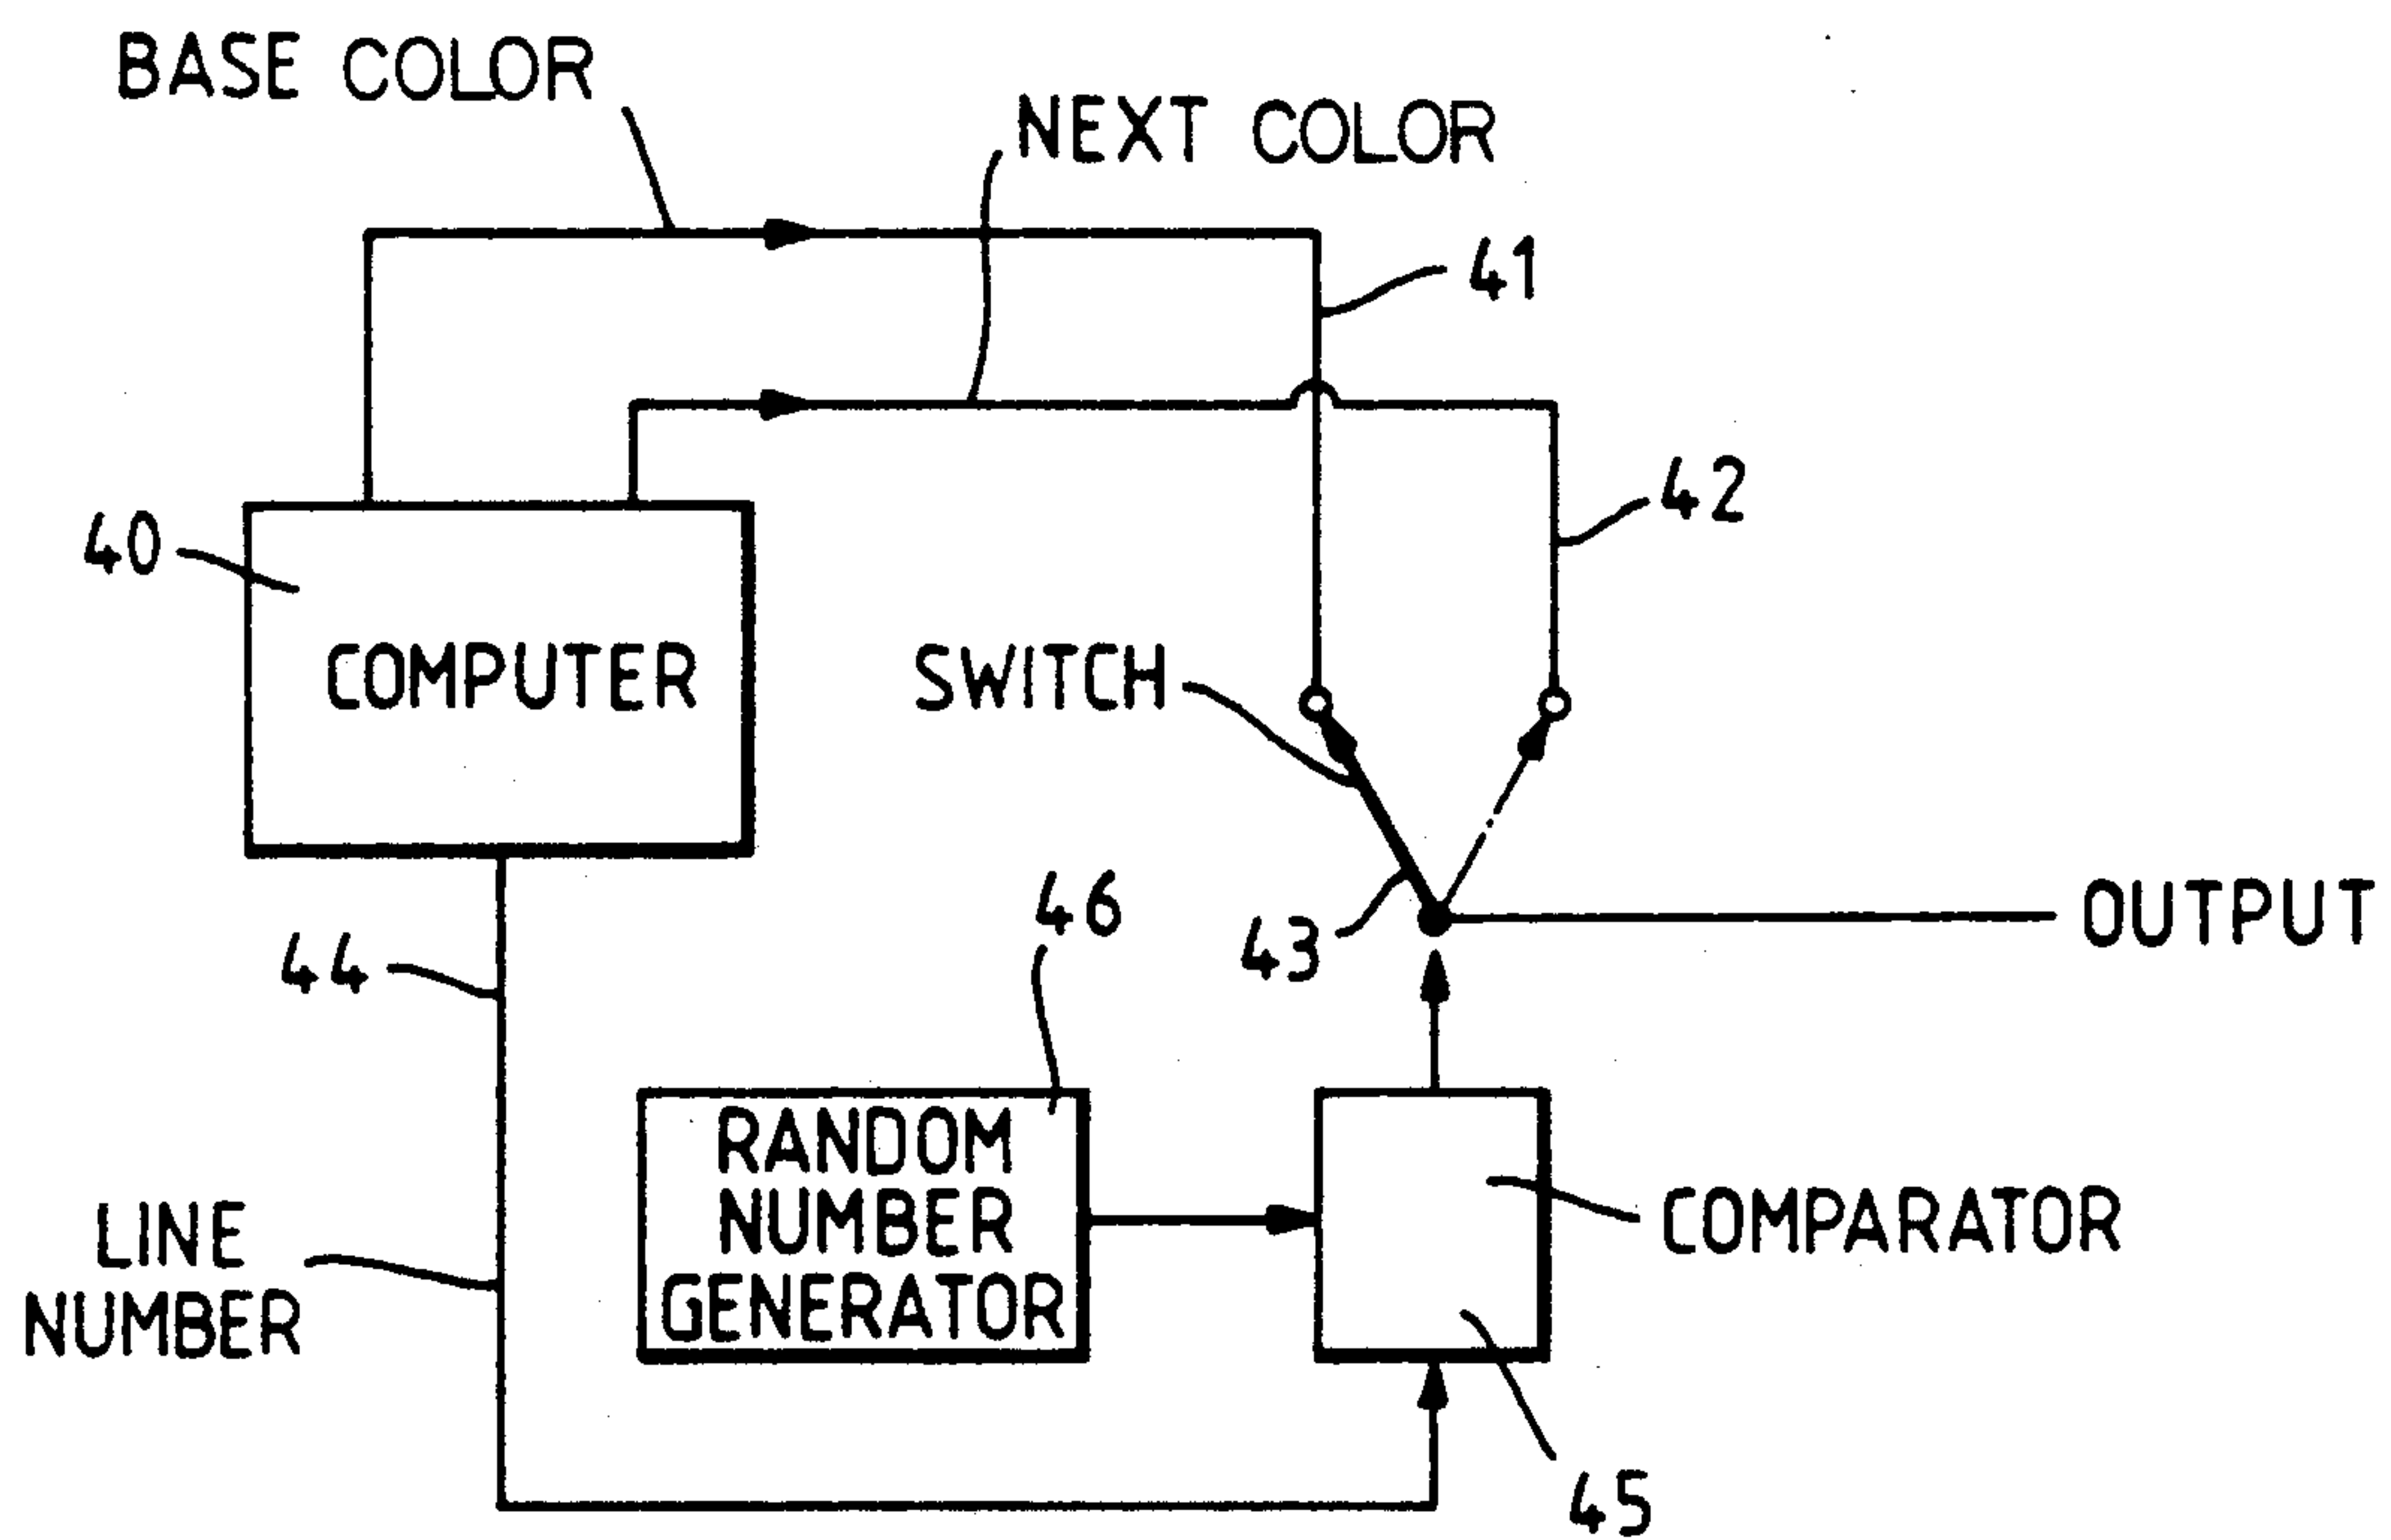 BASE COLOR
NEXT COLOR
41
42
40
COMPUTER
SWITCH
46
43
OUTPUT
44
RANDOM
NUMBER
GENERATOR
LINE
NUMBER
COMPARATOR
45